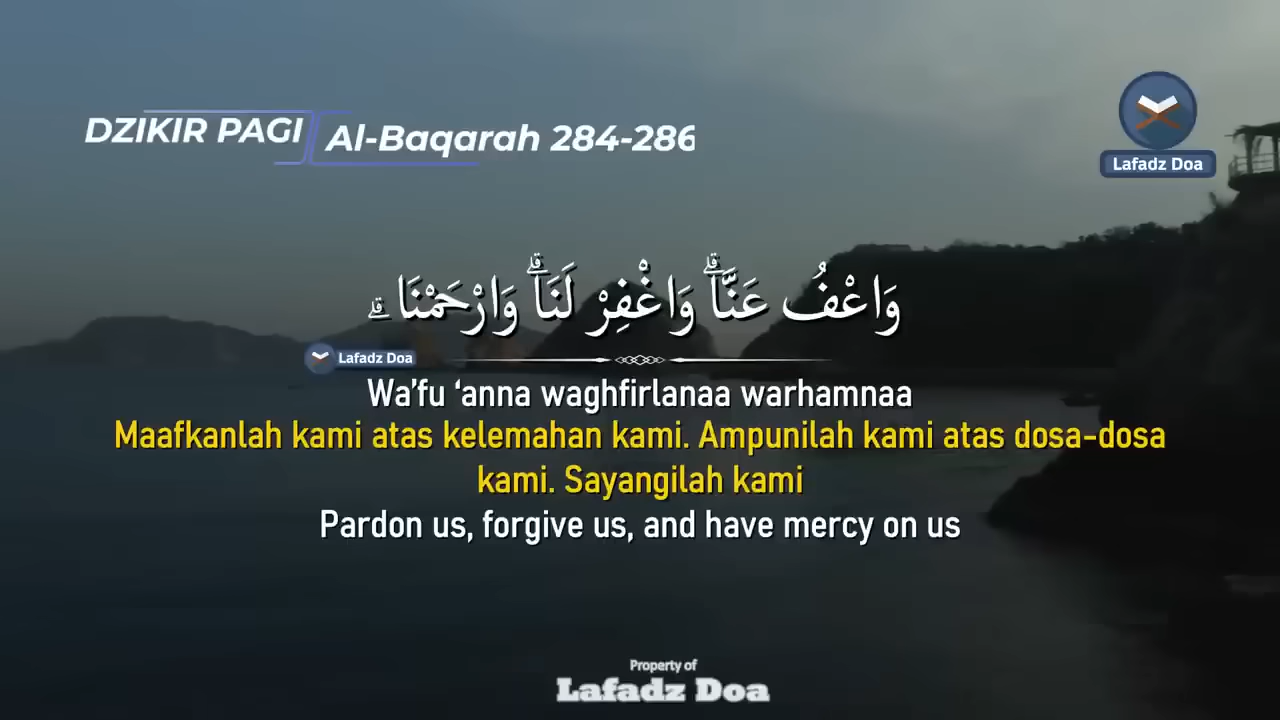 DZIKIR PAGI
Al-Baqarah 284-286
Lafadz Doa
وَاعْفُ عَنَّاۗ وَاغْفِرْ لَنَاۗ وَارْحَمْنَاۗ
Lafadz Doa
Wa’fu ‘anna waghfirlanaa warhamnaa
Maafkanlah kami atas kelemahan kami. Ampunilah kami atas dosa-dosa
kami. Sayangilah kami
Pardon us, forgive us, and have mercy on us
Property of
Lafadz Doa